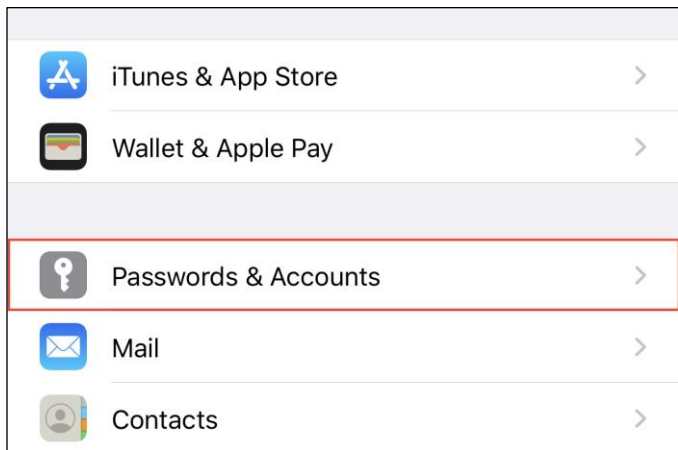 iTunes & App Store
Wallet & Apple Pay
Passwords & Accounts
Mail
Contacts